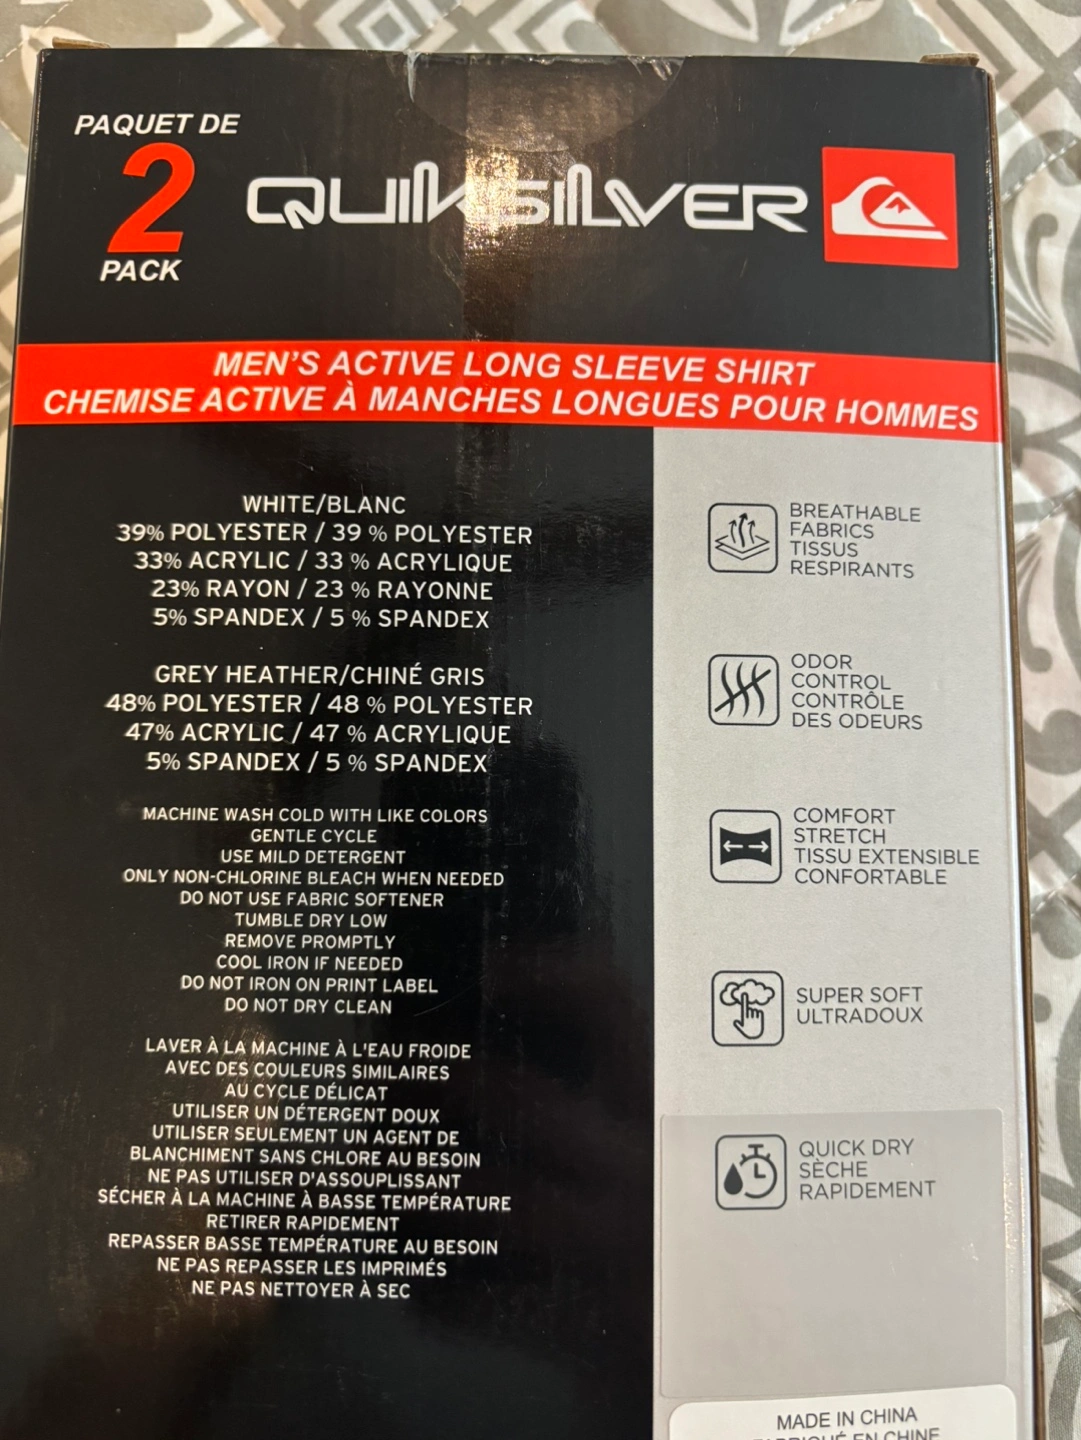 PAQUET DE
2
PACK
QUIKSILVER
MEN'S ACTIVE LONG SLEEVE SHIRT
CHEMISE ACTIVE À MANCHES LONGUES POUR HOMMES
WHITE/BLANC
39% POLYESTER / 39 % POLYESTER
33% ACRYLIC / 33 % ACRYLIQUE
23% RAYON / 23 % RAYONNE
5% SPANDEX / 5 % SPANDEX
GREY HEATHER/CHINÉ GRIS
48% POLYESTER / 48 % POLYESTER
47% ACRYLIC / 47 % ACRYLIQUE
5% SPANDEX / 5 % SPANDEX
MACHINE WASH COLD WITH LIKE COLORS
GENTLE CYCLE
USE MILD DETERGENT
ONLY NON-CHLORINE BLEACH WHEN NEEDED
DO NOT USE FABRIC SOFTENER
TUMBLE DRY LOW
REMOVE PROMPTLY
COOL IRON IF NEEDED
DO NOT IRON ON PRINT LABEL
DO NOT DRY CLEAN
LAVER À LA MACHINE À L'EAU FROIDE
AVEC DES COULEURS SIMILAIRES
AU CYCLE DÉLICAT
UTILISER UN DÉTERGENT DOUX
UTILISER SEULEMENT UN AGENT DE
BLANCHIMENT SANS CHLORE AU BESOIN
NE PAS UTILISER D'ASSOUPLISSANT
SÉCHER À LA MACHINE À BASSE TEMPÉRATURE
RETIRER RAPIDEMENT
REPASSER BASSE TEMPÉRATURE AU BESOIN
NE PAS REPASSER LES IMPRIMÉS
NE PAS NETTOYER À SEC
BREATHABLE
FABRICS
TISSUS
RESPIRANTS
ODOR
CONTROL
CONTRÔLE
DES ODEURS
COMFORT
STRETCH
TISSU EXTENSIBLE
CONFORTABLE
SUPER SOFT
ULTRADOUX
QUICK DRY
SÈCHE
RAPIDEMENT
MADE IN CHINA
FABRIQUÉ EN CHINE